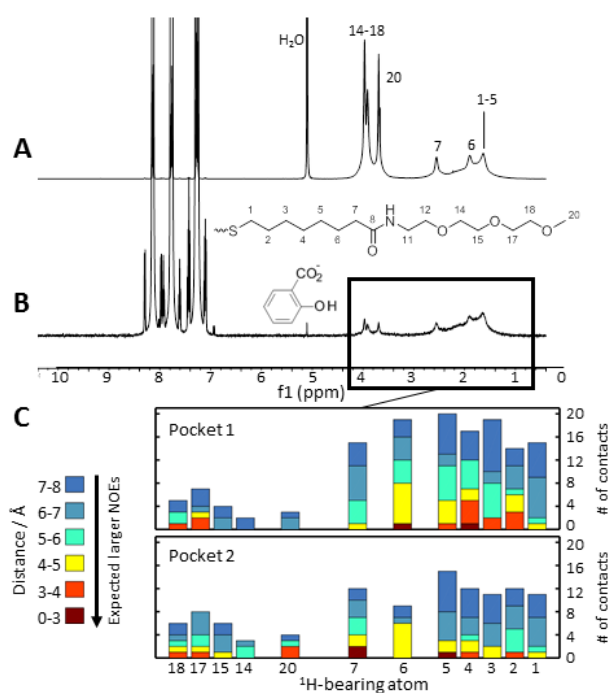 A
H₂O
14-18
20
1-5
7
6
1
3
5
7
H
12
14
18
20
S
N
O
O
O
2
4
6
8
O
11
15
17
B
CO₂⁻
OH
10
9
8
7
6
5
4
3
2
1
0
f1 (ppm)
C
Pocket 1
20
16
12
8
4
0
# of contacts
Distance / Å
7-8
6-7
5-6
4-5
3-4
0-3
Expected larger NOEs
Pocket 2
20
16
12
8
4
0
# of contacts
18 17 15 14 20 7 6 5 4 3 2 1
¹H-bearing atom